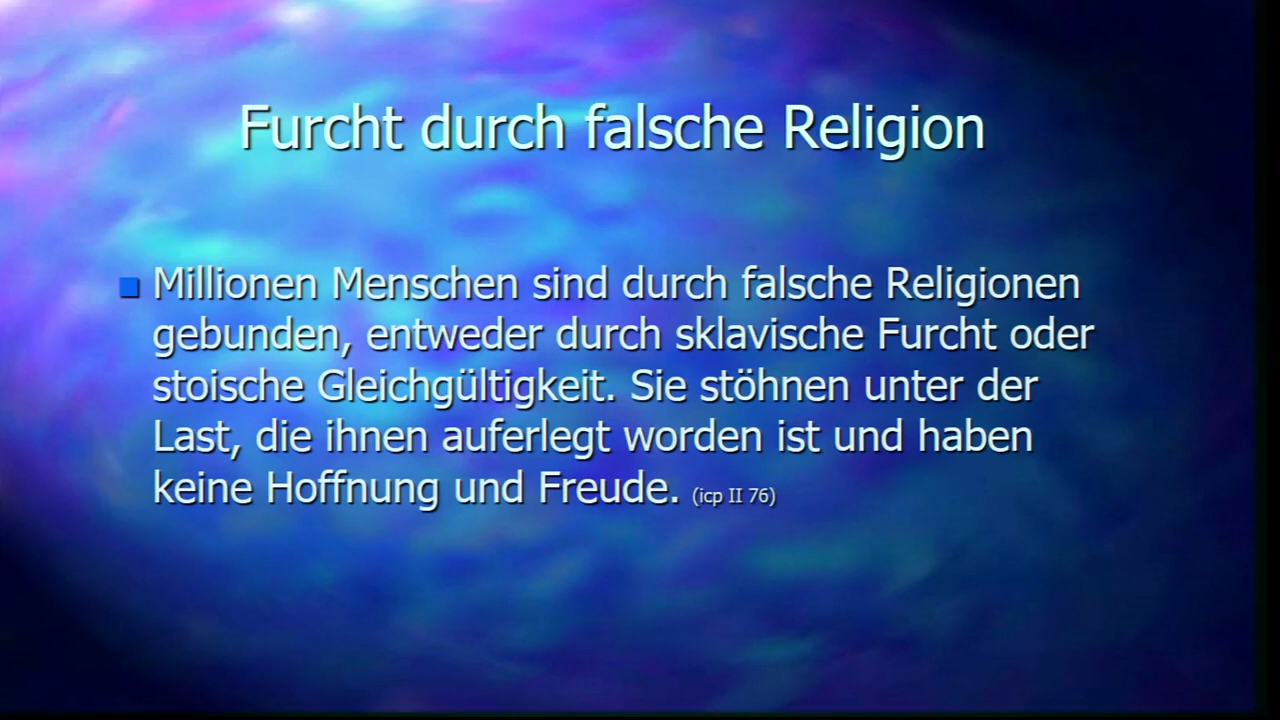 Furcht durch falsche Religion
Millionen Menschen sind durch falsche Religionen
gebunden, entweder durch sklavische Furcht oder
stoische Gleichgültigkeit. Sie stöhnen unter der
Last, die ihnen auferlegt worden ist und haben
keine Hoffnung und Freude. (icp II 76)